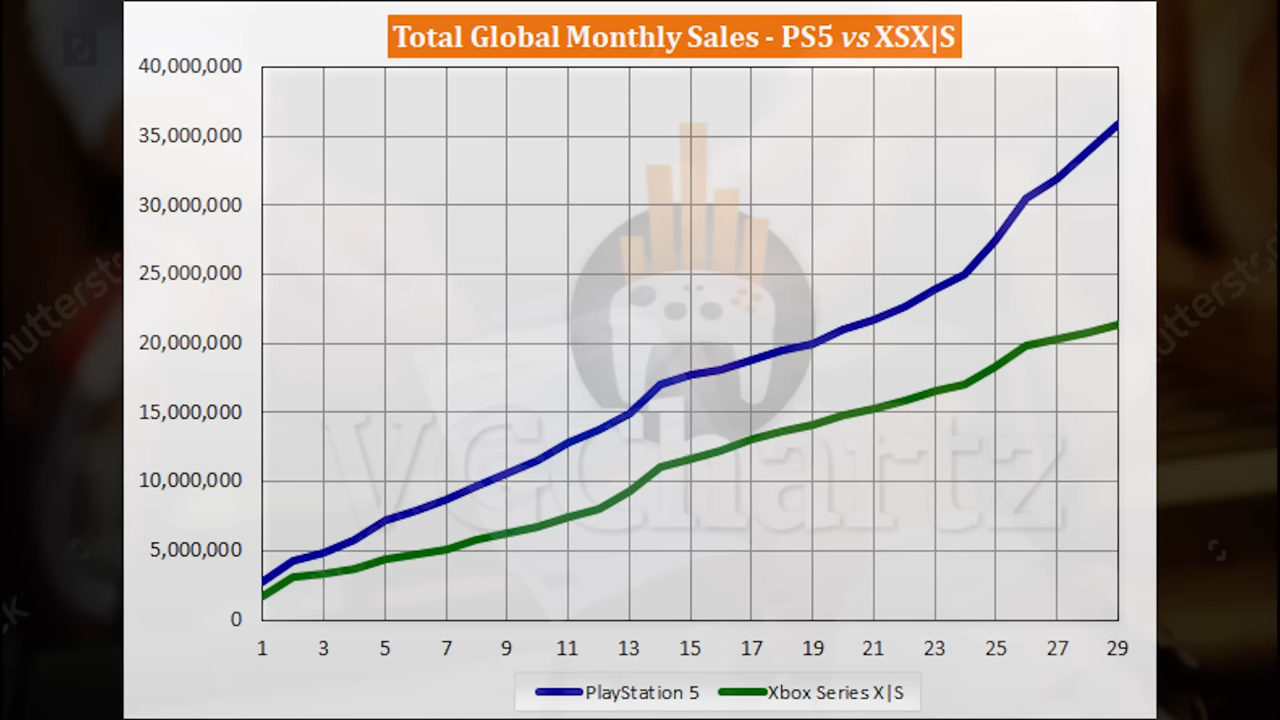 Total Global Monthly Sales - PS5 vs XSX|S
40,000,000
35,000,000
30,000,000
25,000,000
20,000,000
15,000,000
10,000,000
5,000,000
0
1 3 5 7 9 11 13 15 17 19 21 23 25 27 29
PlayStation 5 Xbox Series X|S
VGChartz